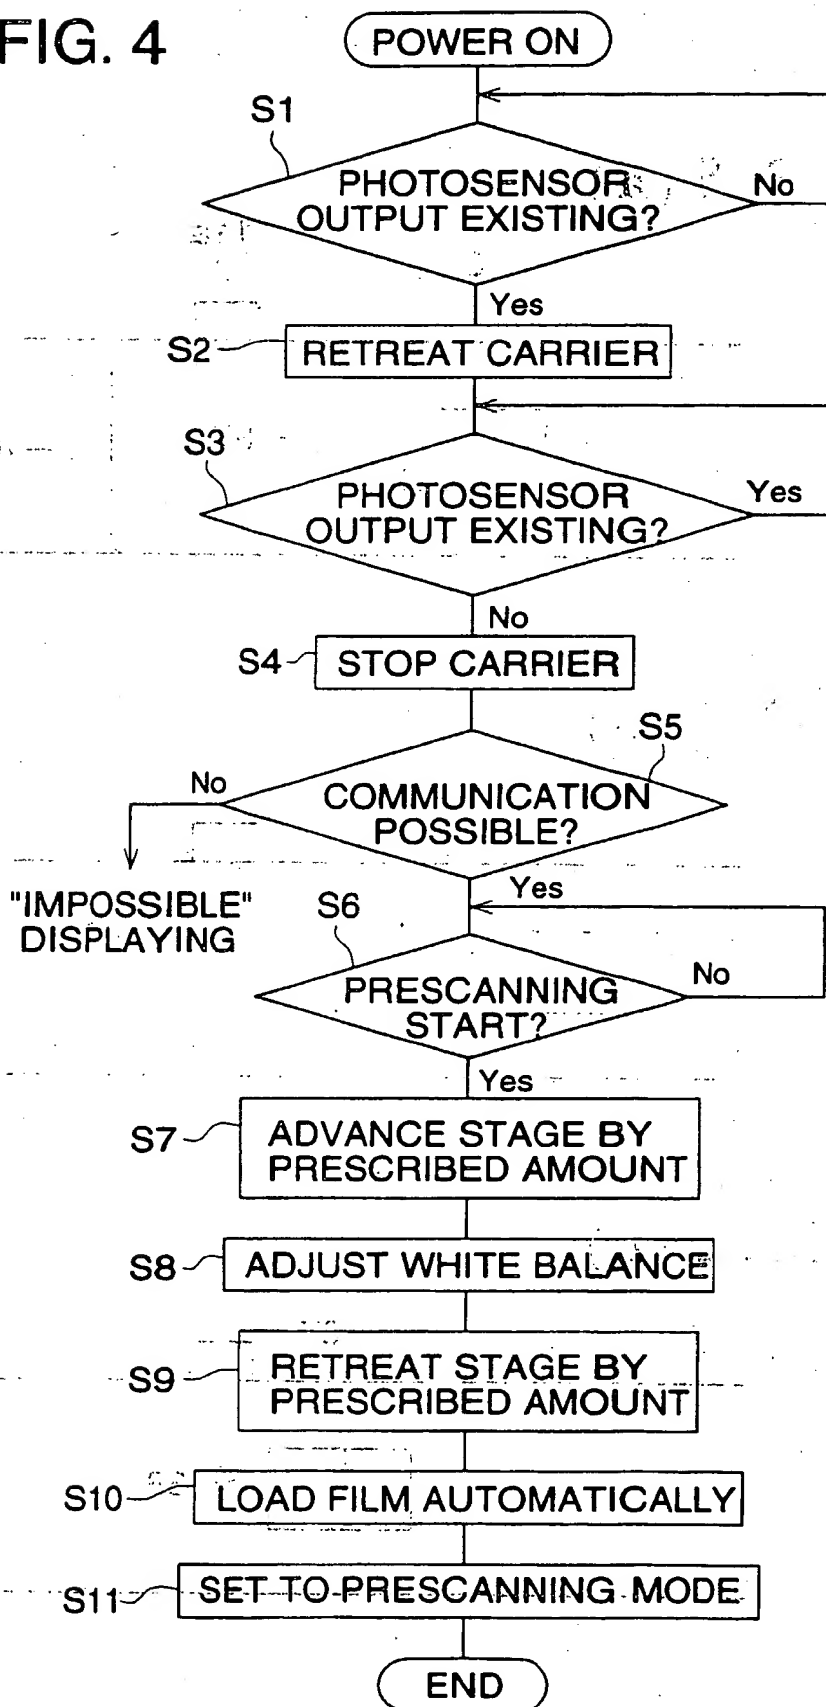 FIG. 4
POWER ON
S1
PHOTOSENSOR
OUTPUT EXISTING?
No
Yes
S2
RETREAT CARRIER
S3
PHOTOSENSOR
OUTPUT EXISTING?
Yes
No
S4
STOP CARRIER
S5
No
COMMUNICATION
POSSIBLE?
"IMPOSSIBLE"
DISPLAYING
Yes
S6
PRESCANNING
START?
No
Yes
S7
ADVANCE STAGE BY
PRESCRIBED AMOUNT
S8
ADJUST WHITE BALANCE
S9
RETREAT STAGE BY
PRESCRIBED AMOUNT
S10
LOAD FILM AUTOMATICALLY
S11
SET TO PRESCANNING MODE
END